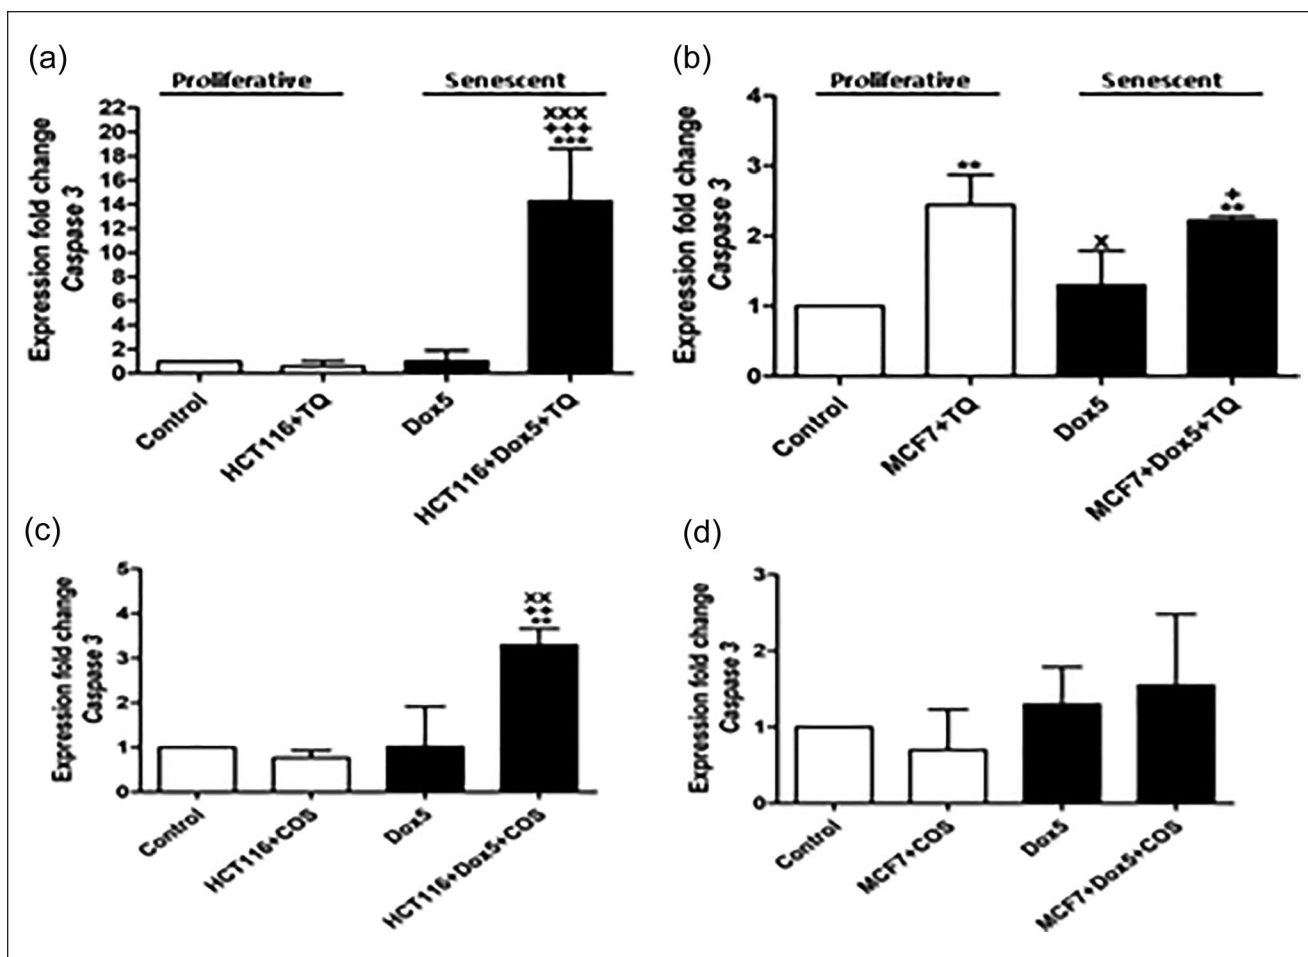 (a)
Proliferative Senescent
Expression fold change
Caspase 3
22
20
18
16
14
12
10
8
6
4
2
0
xxx
+++
***
Control
HCT116+TQ
Dox5
HCT116+Dox5+TQ
(b)
Proliferative Senescent
Expression fold change
Caspase 3
4
3
2
1
0
**
x
+
**
Control
MCF7+TQ
Dox5
MCF7+Dox5+TQ
(c)
Expression fold change
Caspase 3
5
4
3
2
1
0
xx
++
**
Control
HCT116+COS
Dox5
HCT116+Dox5+COS
(d)
Expression fold change
Caspase 3
3
2
1
0
Control
MCF7+COS
Dox5
MCF7+Dox5+COS